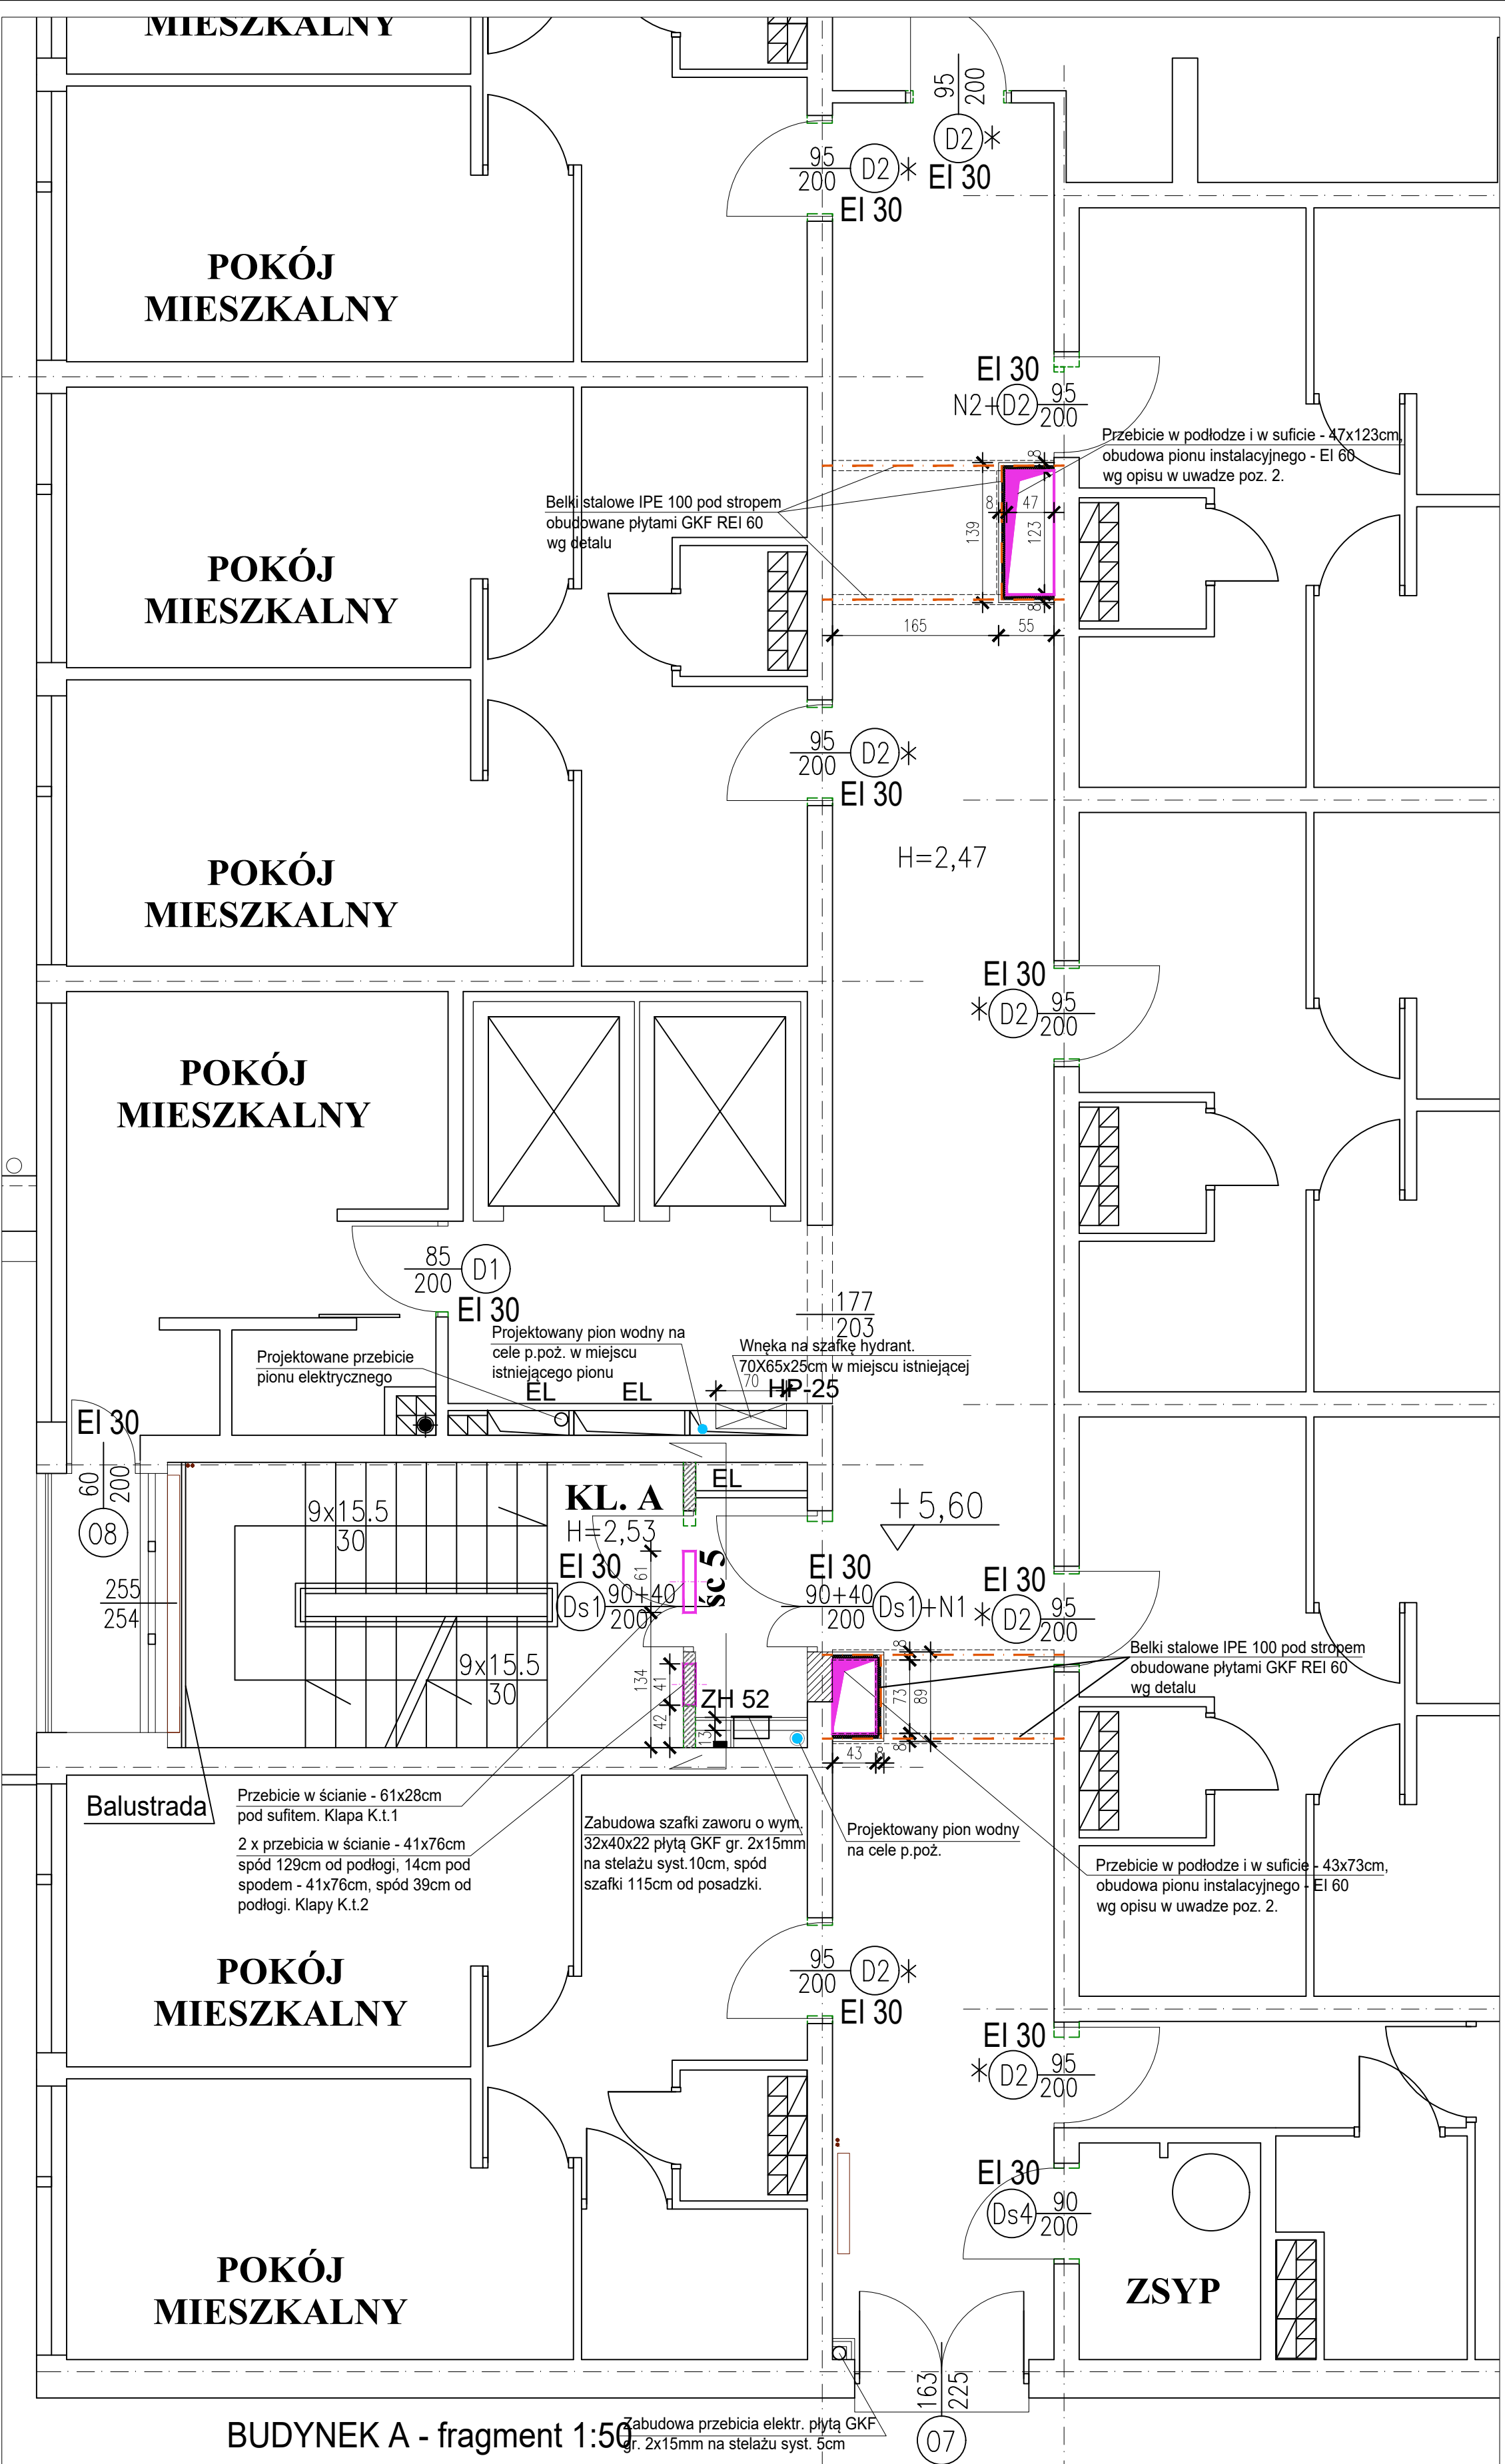 MIESZKALNY
95
200
D2
*
EI 30
95
200
D2
*
EI 30
POKÓJ
MIESZKALNY
EI 30
N2+D2
95
200
Przebicie w podłodze i w suficie - 47x123cm,
obudowa pionu instalacyjnego - EI 60
wg opisu w uwadze poz. 2.
Belki stalowe IPE 100 pod stropem
obudowane płytami GKF REI 60
wg detalu
8
8
47
139
123
8
165
55
POKÓJ
MIESZKALNY
95
200
D2
*
EI 30
H=2,47
POKÓJ
MIESZKALNY
EI 30
*
D2
95
200
POKÓJ
MIESZKALNY
85
200
D1
EI 30
177
203
Projektowany pion wodny na
cele p.poż. w miejscu
istniejącego pionu
Wnęka na szafkę hydrant.
70X65x25cm w miejscu istniejącej
Projektowane przebicie
pionu elektrycznego
70
HP-25
EL
EL
EI 30
60
200
08
EL
KL. A
H=2,53
9x15.5
30
+5,60
EI 30
Ds1
90+40
200
61
śc 5
EI 30
90+40
200
Ds1+N1
EI 30
*
D2
95
200
255
254
9x15.5
30
134
41
42
13
ZH 52
8
73
89
8
43
8
Belki stalowe IPE 100 pod stropem
obudowane płytami GKF REI 60
wg detalu
Balustrada
Przebicie w ścianie - 61x28cm
pod sufitem. Klapa K.t.1
2 x przebicia w ścianie - 41x76cm
spód 129cm od podłogi, 14cm pod
spodem - 41x76cm, spód 39cm od
podłogi. Klapy K.t.2
Zabudowa szafki zaworu o wym.
32x40x22 płytą GKF gr. 2x15mm
na stelażu syst.10cm, spód
szafki 115cm od posadzki.
Projektowany pion wodny
na cele p.poż.
Przebicie w podłodze i w suficie - 43x73cm,
obudowa pionu instalacyjnego - EI 60
wg opisu w uwadze poz. 2.
POKÓJ
MIESZKALNY
95
200
D2
*
EI 30
EI 30
*
D2
95
200
EI 30
Ds4
90
200
POKÓJ
MIESZKALNY
ZSYP
163
225
07
BUDYNEK A - fragment 1:50
Zabudowa przebicia elektr. płytą GKF
gr. 2x15mm na stelażu syst. 5cm